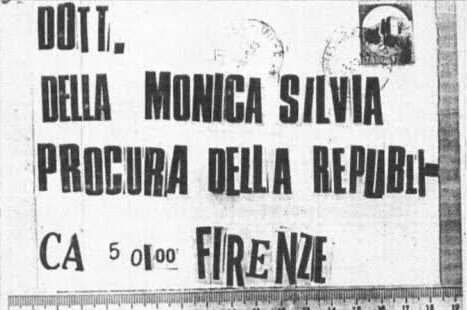 DOTT.
DELLA MONICA SILVIA
PROCURA DELLA REPUBLI-
CA 50100 FIRENZE